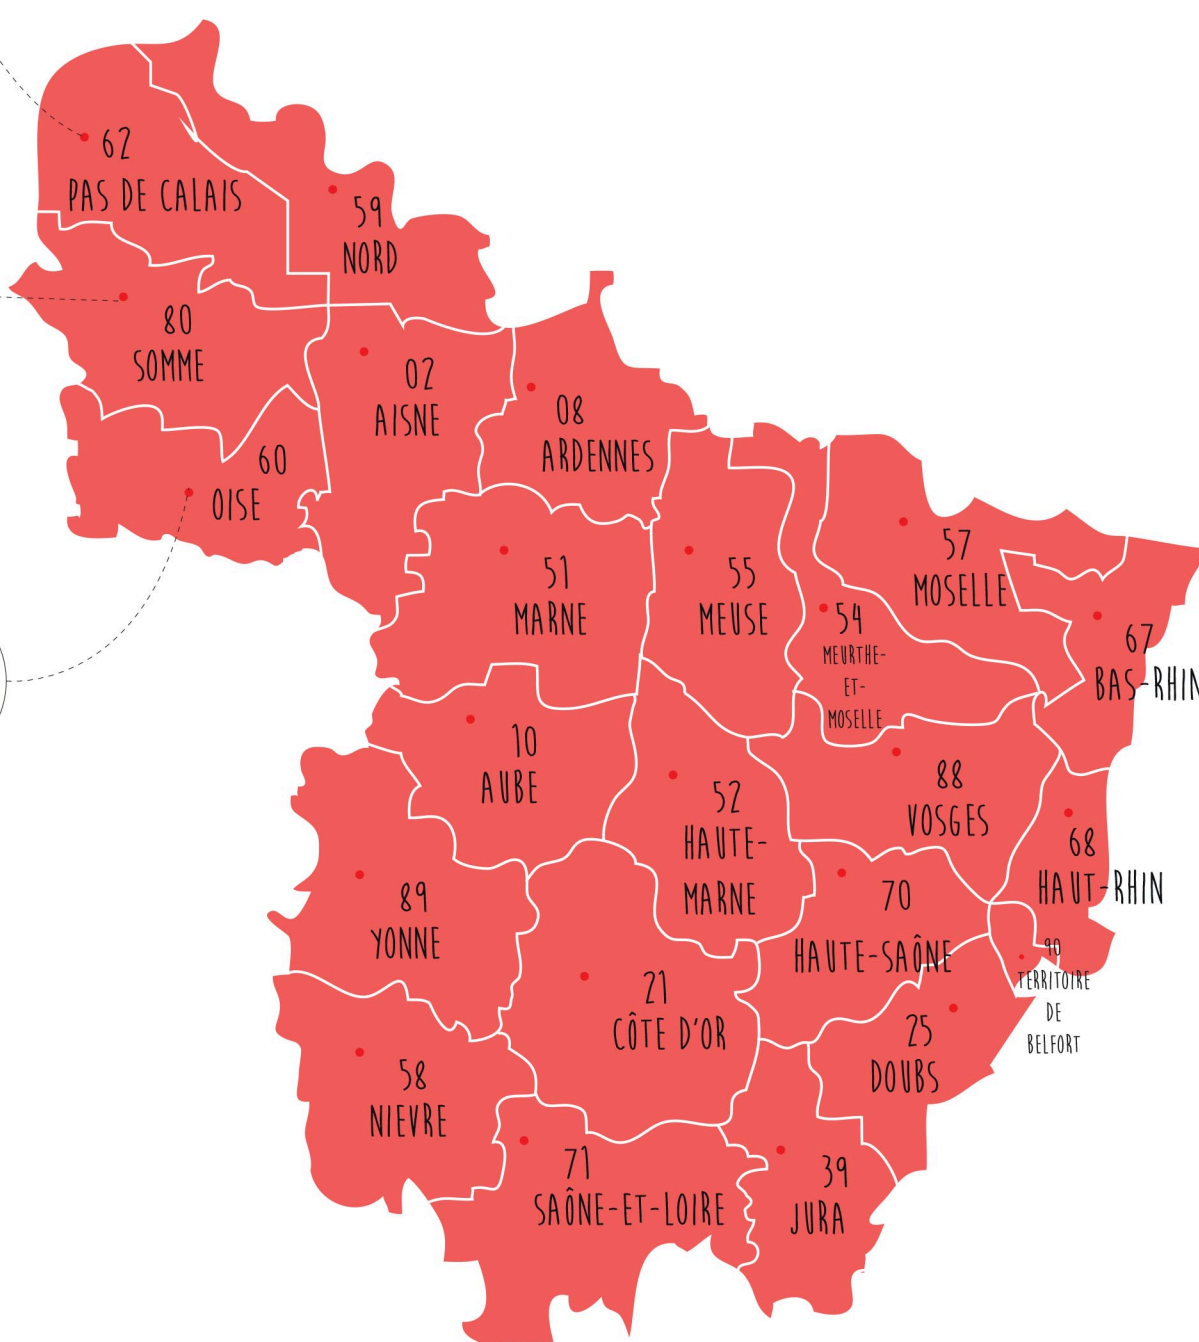 62
PAS DE CALAIS
59
NORD
80
SOMME
02
AISNE
08
ARDENNES
60
OISE
51
MARNE
55
MEUSE
57
MOSELLE
54
MEURTHE-
ET-
MOSELLE
67
BAS-RHIN
10
AUBE
52
HAUTE-
MARNE
88
VOSGES
68
HAUT-RHIN
89
YONNE
70
HAUTE-SAÔNE
90
TERRITOIRE
DE
BELFORT
21
CÔTE D'OR
25
DOUBS
58
NIEVRE
71
SAÔNE-ET-LOIRE
39
JURA